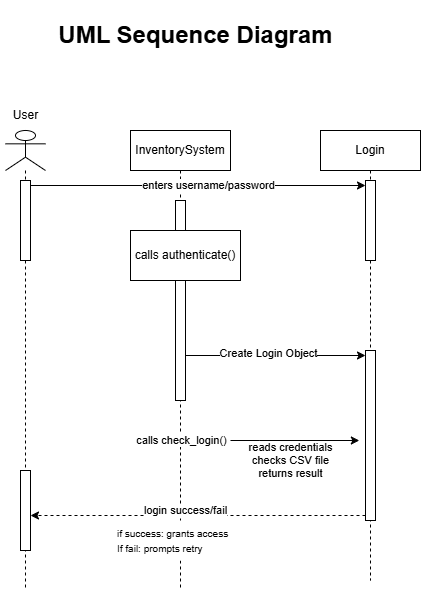 UML Sequence Diagram
User
InventorySystem
Login
enters username/password
calls authenticate()
Create Login Object
calls check_login()
reads credentials
checks CSV file
returns result
login success/fail
if success: grants access
If fail: prompts retry